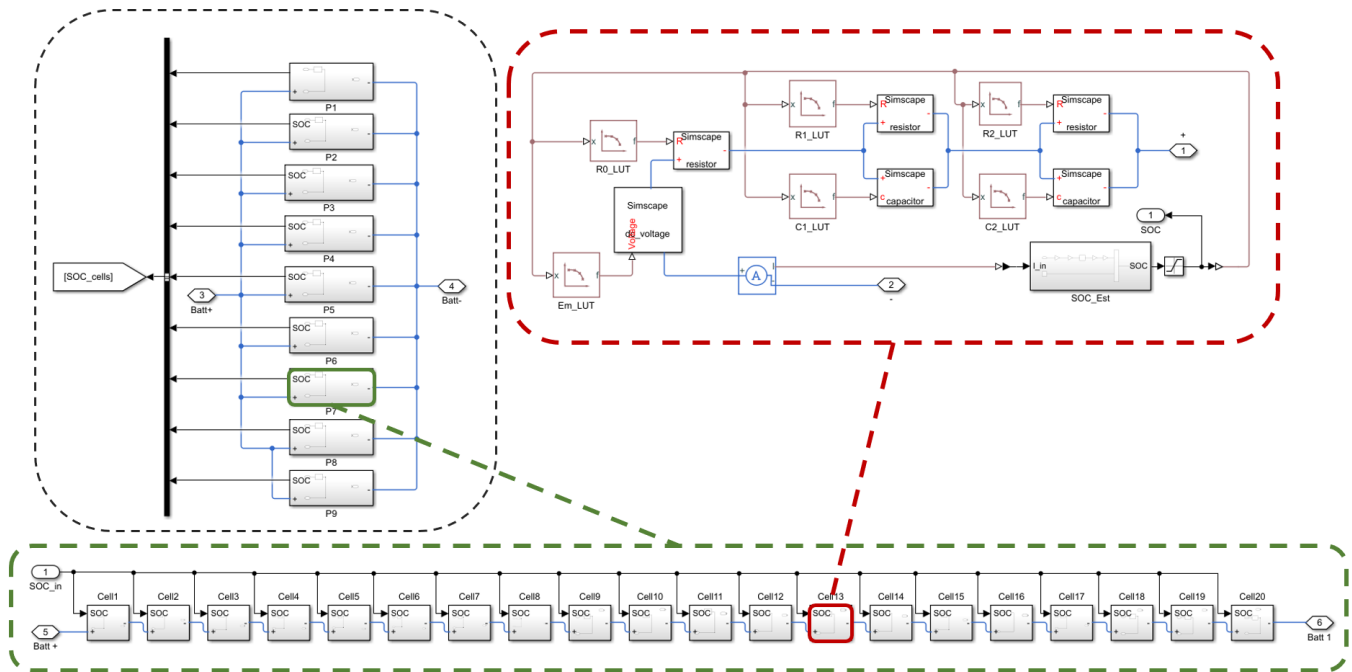 P1
SOC
P2
SOC
P3
SOC
P4
SOC
P5
SOC
P6
SOC
P7
SOC
P8
SOC
P9
[SOC_cells]
3
Batt+
4
Batt-
+
-
+
-
+
-
+
-
+
-
+
-
+
-
+
-
+
-
x f
R0_LUT
R
Simscape
+
-
resistor
x f
R1_LUT
R
Simscape
+
-
resistor
x f
R2_LUT
R
Simscape
+
-
resistor
x f
C1_LUT
+
Simscape
-
c
capacitor
x f
C2_LUT
+
Simscape
-
c
capacitor
+
1
Simscape
dc_voltage
Voltage
x f
Em_LUT
+
A
I
-
2
-
I_in
SOC
SOC_Est
1
SOC
1
SOC_in
5
Batt +
Cell1 Cell2 Cell3 Cell4 Cell5 Cell6 Cell7 Cell8 Cell9 Cell10 Cell11 Cell12 Cell13 Cell14 Cell15 Cell16 Cell17 Cell18 Cell19 Cell20
SOC SOC SOC SOC SOC SOC SOC SOC SOC SOC SOC SOC SOC SOC SOC SOC SOC SOC SOC SOC
+ - + - + - + - + - + - + - + - + - + - + - + - + - + - + - + - + - + - + - + -
6
Batt 1